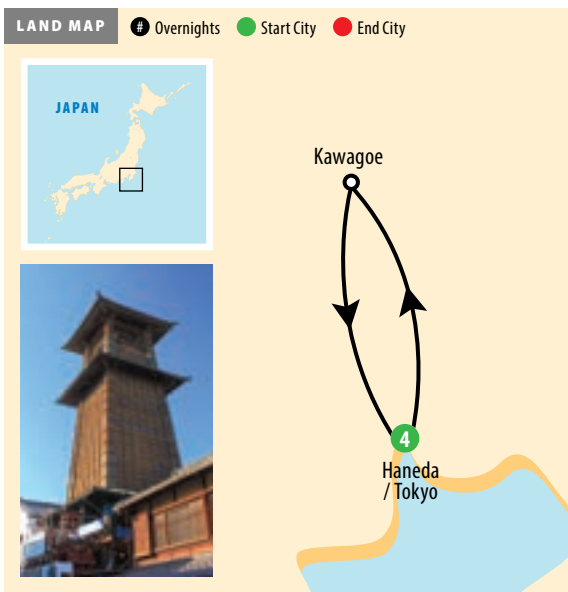 LAND MAP # Overnights Start City End City
JAPAN
Kawagoe
4
Haneda
/ Tokyo